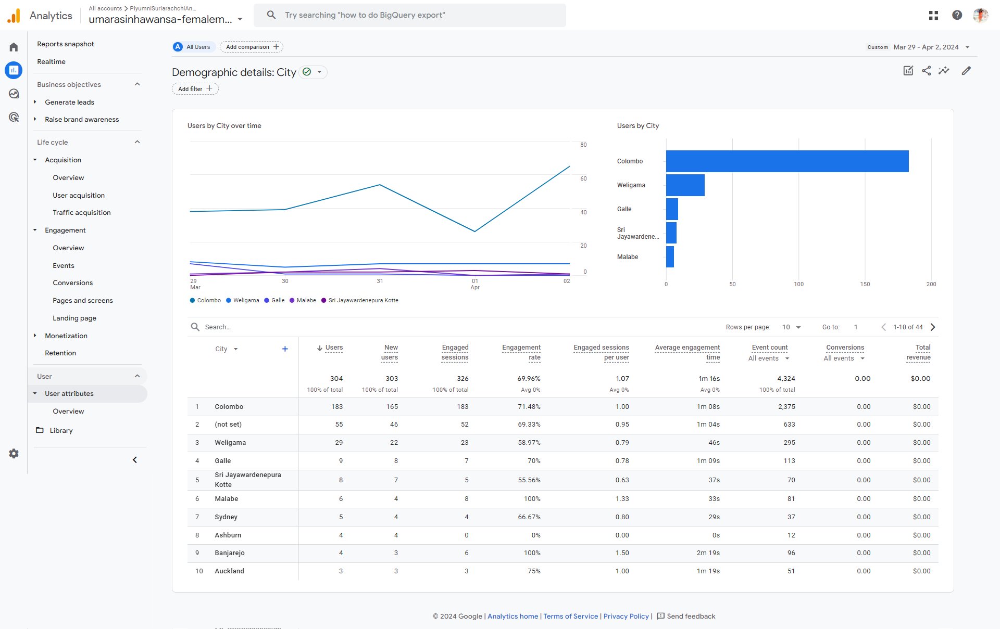 Analytics
All accounts > PiyumniSuriarachchiAn...
umarasinhawansa-femalem...
Try searching "how to do BigQuery export"
Reports snapshot
Realtime
Business objectives
Generate leads
Raise brand awareness
Life cycle
Acquisition
Overview
User acquisition
Traffic acquisition
Engagement
Overview
Events
Conversions
Pages and screens
Landing page
Monetization
Retention
User
User attributes
Overview
Library
A All Users
Add comparison +
Custom Mar 29 - Apr 2, 2024
Demographic details: City
Add filter +
Users by City over time
80
60
40
20
0
29 Mar
30
31
01 Apr
02
Colombo Weligama Galle Malabe Sri Jayawardenepura Kotte
Users by City
Colombo
Weligama
Galle
Sri Jayawardene...
Malabe
0 50 100 150 200
Search...
Rows per page: 10 Go to: 1 1-10 of 44
City + Users New users Engaged sessions Engagement rate Engaged sessions per user Average engagement time Event count All events Conversions All events Total revenue
304 303 326 69.96% 1.07 1m 16s 4,324 0.00 $0.00
100% of total 100% of total 100% of total Avg 0% Avg 0% Avg 0% 100% of total
1 Colombo 183 165 183 71.48% 1.00 1m 08s 2,375 0.00 $0.00
2 (not set) 55 46 52 69.33% 0.95 1m 04s 633 0.00 $0.00
3 Weligama 29 22 23 58.97% 0.79 46s 295 0.00 $0.00
4 Galle 9 8 7 70% 0.78 1m 09s 113 0.00 $0.00
5 Sri Jayawardenepura Kotte 8 7 5 55.56% 0.63 37s 70 0.00 $0.00
6 Malabe 6 4 8 100% 1.33 33s 81 0.00 $0.00
7 Sydney 5 4 4 66.67% 0.80 29s 37 0.00 $0.00
8 Ashburn 4 4 0 0% 0.00 0s 12 0.00 $0.00
9 Banjarejo 4 3 6 100% 1.50 2m 19s 96 0.00 $0.00
10 Auckland 3 3 3 75% 1.00 1m 19s 51 0.00 $0.00
© 2024 Google | Analytics home | Terms of Service | Privacy Policy | Send feedback